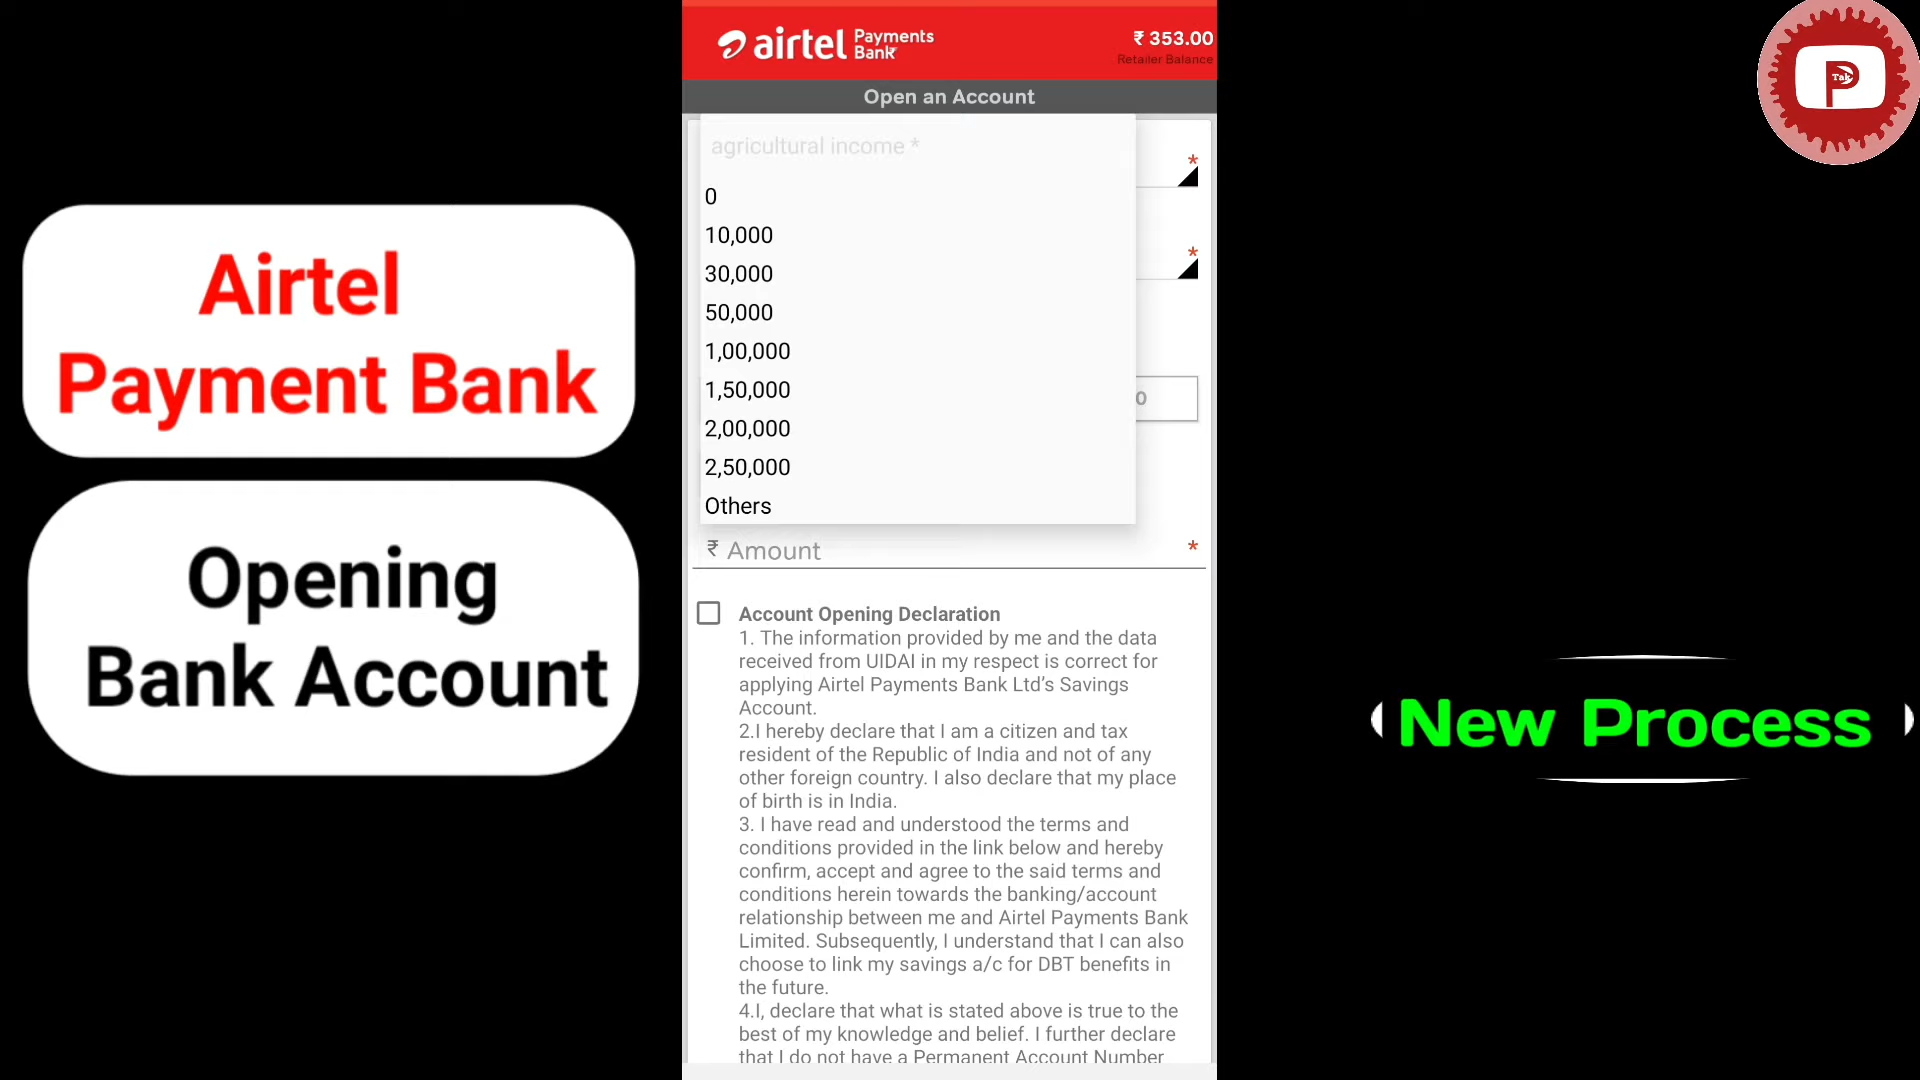 Airtel
Payment Bank
Opening
Bank Account
airtel Payments Bank
₹ 353.00
Retailer Balance
Open an Account
agricultural income *
*
0
10,000
30,000
*
50,000
1,00,000
1,50,000
0
2,00,000
2,50,000
Others
₹ Amount *
Account Opening Declaration
1. The information provided by me and the data
received from UIDAI in my respect is correct for
applying Airtel Payments Bank Ltd’s Savings
Account.
2.I hereby declare that I am a citizen and tax
resident of the Republic of India and not of any
other foreign country. I also declare that my place
of birth is in India.
3. I have read and understood the terms and
conditions provided in the link below and hereby
confirm, accept and agree to the said terms and
conditions herein towards the banking/account
relationship between me and Airtel Payments Bank
Limited. Subsequently, I understand that I can also
choose to link my savings a/c for DBT benefits in
the future.
4.I, declare that what is stated above is true to the
best of my knowledge and belief. I further declare
that I do not have a Permanent Account Number
P Tak
New Process